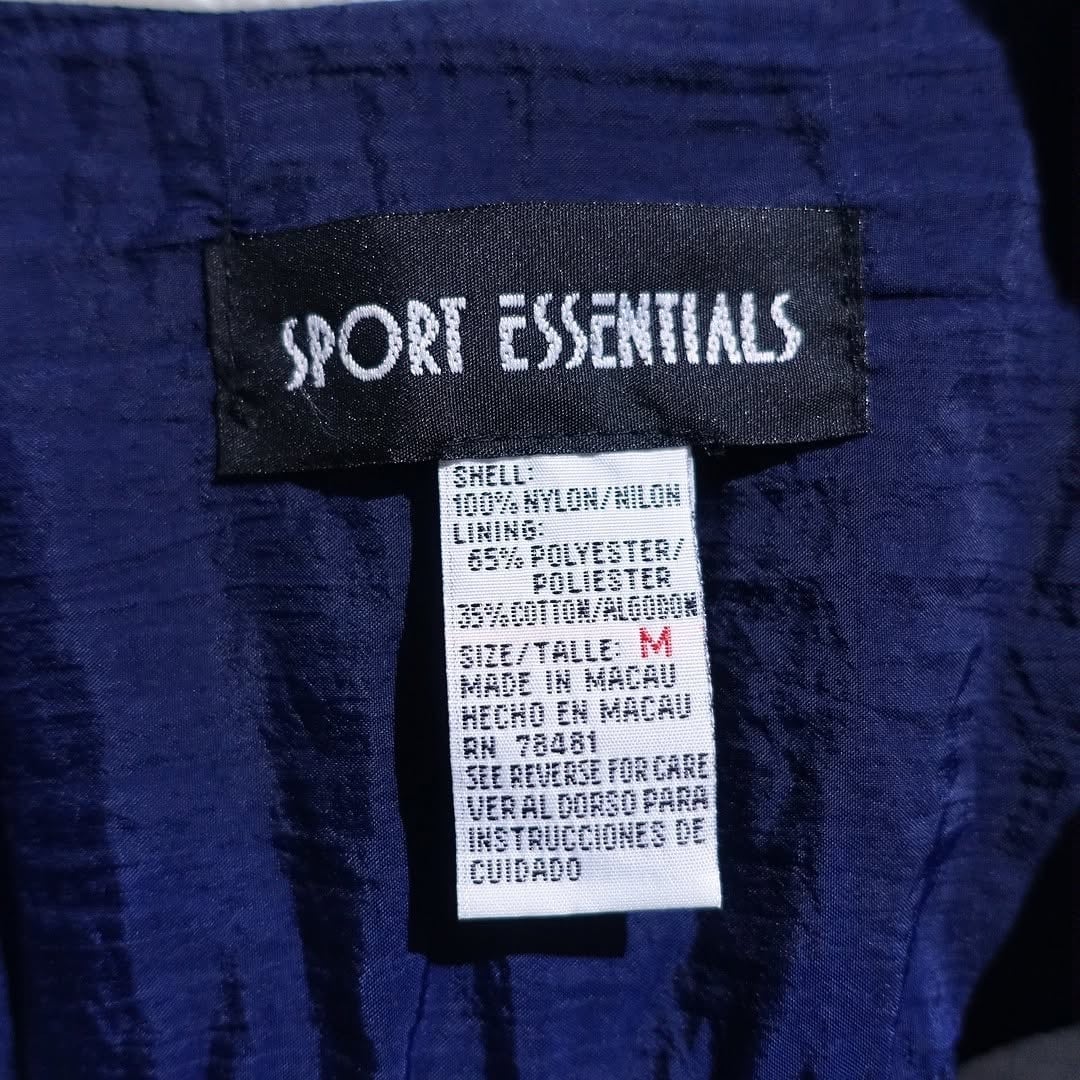 SPORT ESSENTIALS
SHELL:
100% NYLON/NILON
LINING:
65% POLYESTER/
POLIESTER
35% COTTON/ALGODON
SIZE/TALLE: M
MADE IN MACAU
HECHO EN MACAU
RN 78481
SEE REVERSE FOR CARE
VER AL DORSO PARA
INSTRUCCIONES DE
CUIDADO